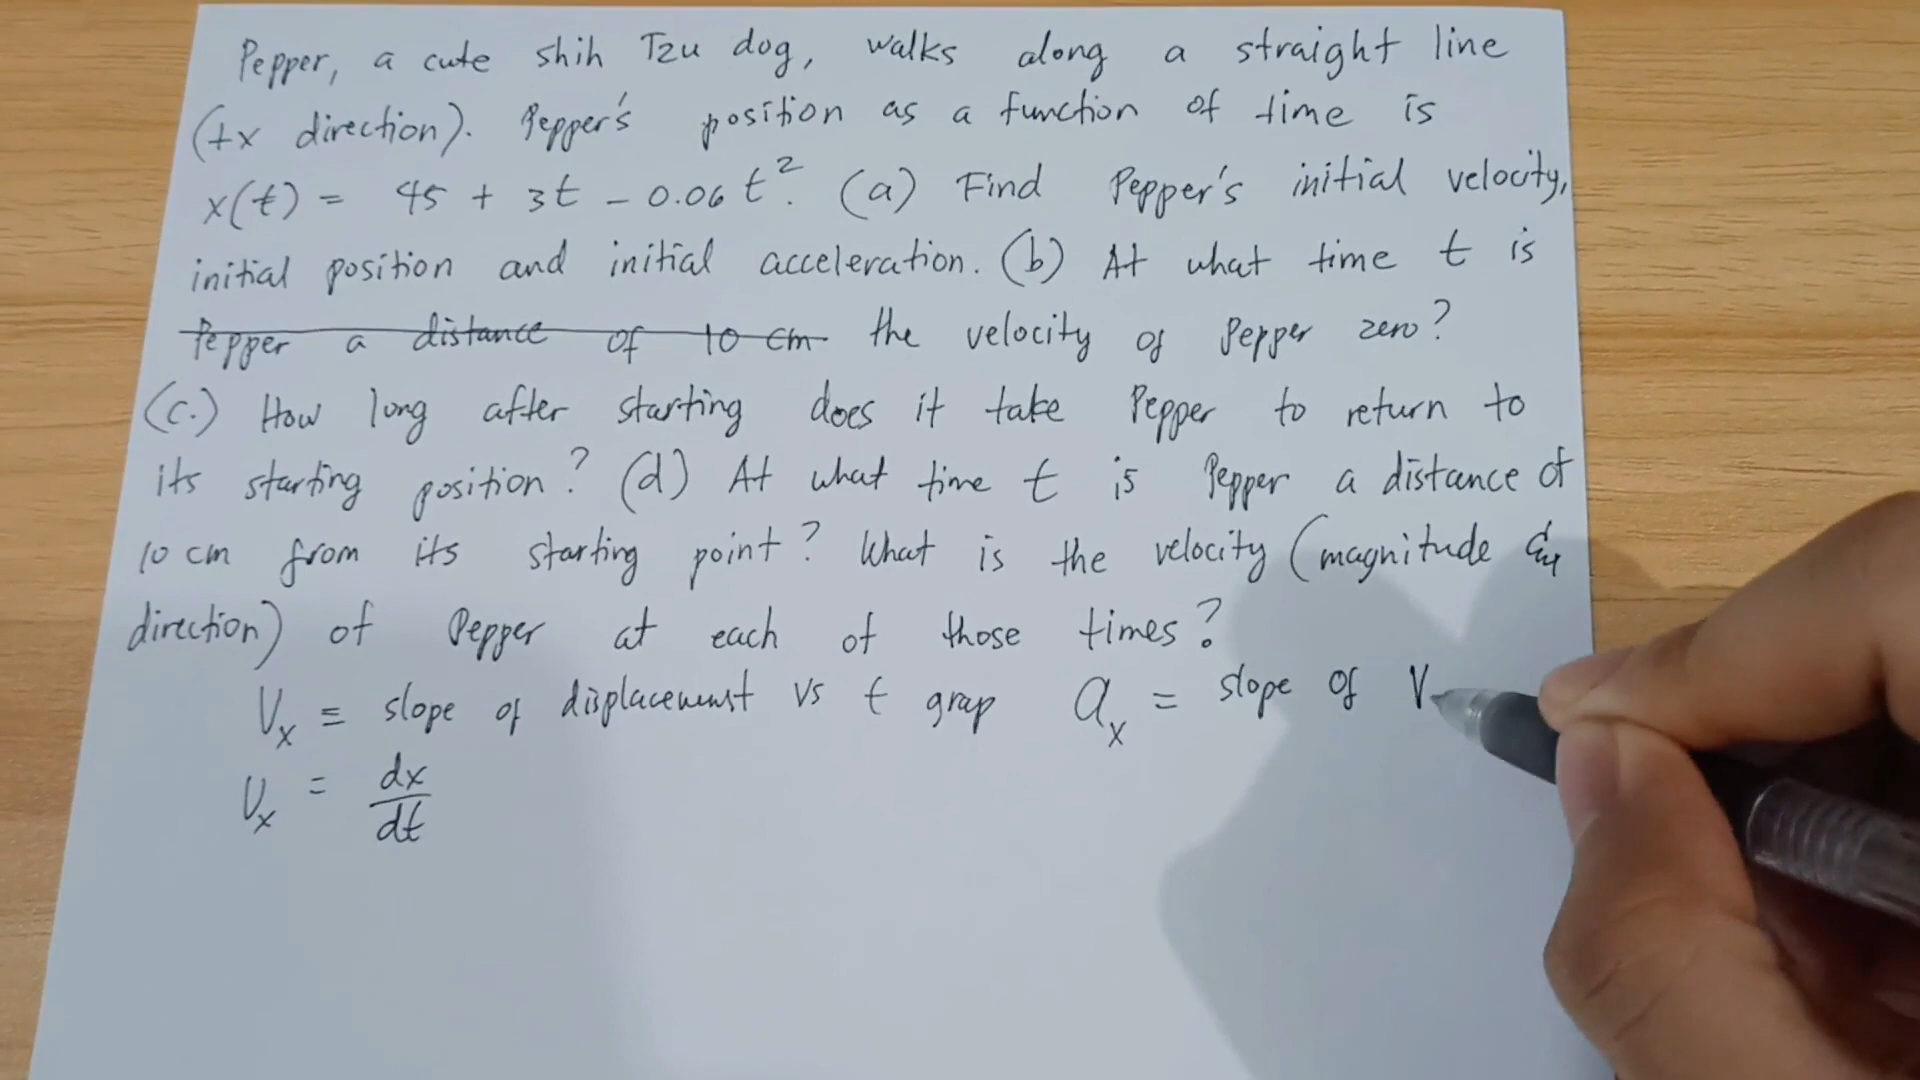 Pepper, a cute shih Tzu dog, walks along a straight line
(+x direction). Pepper's position as a function of time is
x(t) = 45 + 3t - 0.06 t². (a) Find Pepper's initial velocity,
initial position and initial acceleration. (b) At what time t is
Pepper a distance of 10 cm the velocity of Pepper zero?
(c.) How long after starting does it take Pepper to return to
its starting position? (d) At what time t is Pepper a distance of
10 cm from its starting point? What is the velocity (magnitude &
direction) of Pepper at each of those times?
Vx ≡ slope of displacement vs t grap ax = slope of V
Vx = dx/dt